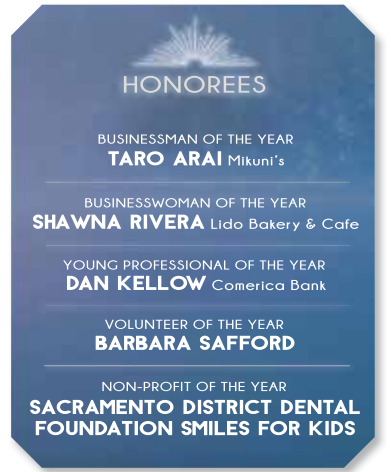 HONOREES
BUSINESSMAN OF THE YEAR
TARO ARAI Mikuni's
BUSINESSWOMAN OF THE YEAR
SHAWNA RIVERA Lido Bakery & Cafe
YOUNG PROFESSIONAL OF THE YEAR
DAN KELLOW Comerica Bank
VOLUNTEER OF THE YEAR
BARBARA SAFFORD
NON-PROFIT OF THE YEAR
SACRAMENTO DISTRICT DENTAL
FOUNDATION SMILES FOR KIDS